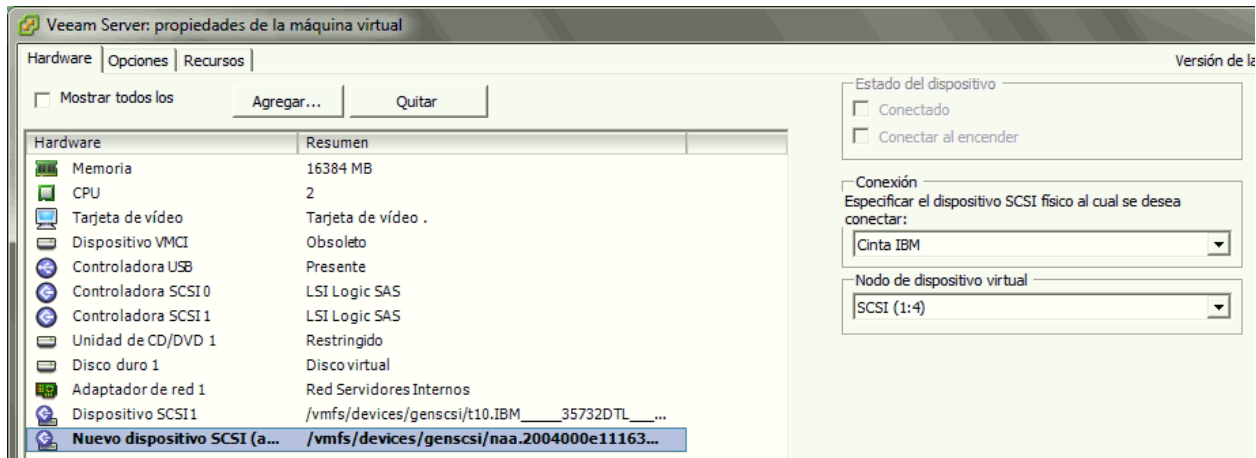 Veeam Server: propiedades de la máquina virtual
Hardware Opciones Recursos
Versión de la
Mostrar todos los Agregar... Quitar
Hardware Resumen
Memoria 16384 MB
CPU 2
Tarjeta de vídeo Tarjeta de vídeo .
Dispositivo VMCI Obsoleto
Controladora USB Presente
Controladora SCSI 0 LSI Logic SAS
Controladora SCSI 1 LSI Logic SAS
Unidad de CD/DVD 1 Restringido
Disco duro 1 Disco virtual
Adaptador de red 1 Red Servidores Internos
Dispositivo SCSI 1 /vmfs/devices/genscsi/t10.IBM_____35732DTL___...
Nuevo dispositivo SCSI (a... /vmfs/devices/genscsi/naa.2004000e11163...
Estado del dispositivo
Conectado
Conectar al encender
Conexión
Especificar el dispositivo SCSI físico al cual se desea
conectar:
Cinta IBM
Nodo de dispositivo virtual
SCSI (1:4)